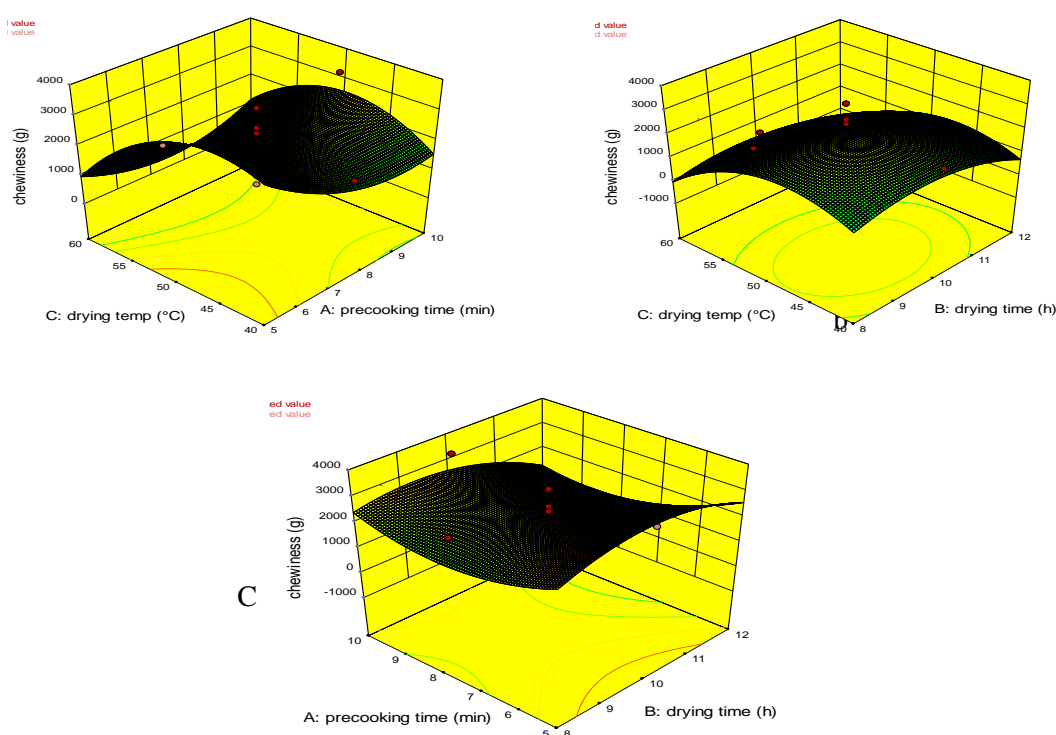 l value
l value
4000
3000
2000
1000
0
chewiness (g)
60
55
50
45
40
C: drying temp (°C)
5
6
7
8
9
10
A: precooking time (min)
d value
d value
4000
3000
2000
1000
0
-1000
chewiness (g)
60
55
50
45
40
C: drying temp (°C)
b
8
9
10
11
12
B: drying time (h)
ed value
ed value
4000
3000
2000
1000
0
-1000
chewiness (g)
C
10
9
8
7
6
5
A: precooking time (min)
8
9
10
11
12
B: drying time (h)